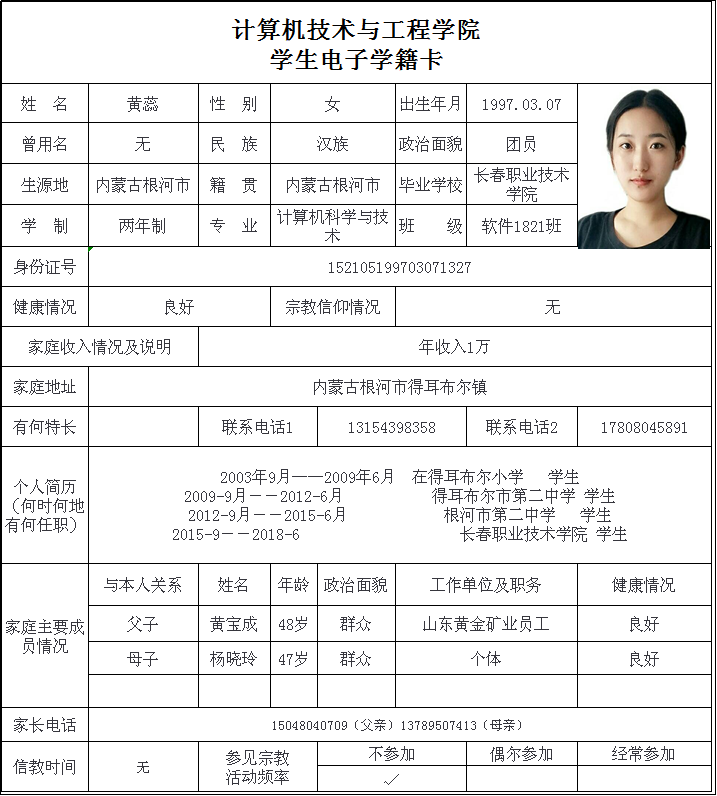 计算机技术与工程学院
学生电子学籍卡
姓 名 黄蕊 性 别 女 出生年月 1997.03.07
曾用名 无 民 族 汉族 政治面貌 团员
生源地 内蒙古根河市 籍 贯 内蒙古根河市 毕业学校 长春职业技术
学院
学 制 两年制 专 业 计算机科学与技
术 班 级 软件1821班
身份证号 152105199703071327
健康情况 良好 宗教信仰情况 无
家庭收入情况及说明 年收入1万
家庭地址 内蒙古根河市得耳布尔镇
有何特长 联系电话1 13154398358 联系电话2 17808045891
个人简历
（何时何地
有何任职）
2003年9月——2009年6月 在得耳布尔小学 学生
2009-9月－－2012-6月 得耳布尔市第二中学 学生
2012-9月－－2015-6月 根河市第二中学 学生
2015-9－－2018-6 长春职业技术学院 学生
家庭主要成
员情况
与本人关系 姓名 年龄 政治面貌 工作单位及职务 健康情况
父子 黄宝成 48岁 群众 山东黄金矿业员工 良好
母子 杨晓玲 47岁 群众 个体 良好
家长电话 15048040709（父亲）13789507413（母亲）
信教时间 无 参见宗教
活动频率 不参加 偶尔参加 经常参加
✓